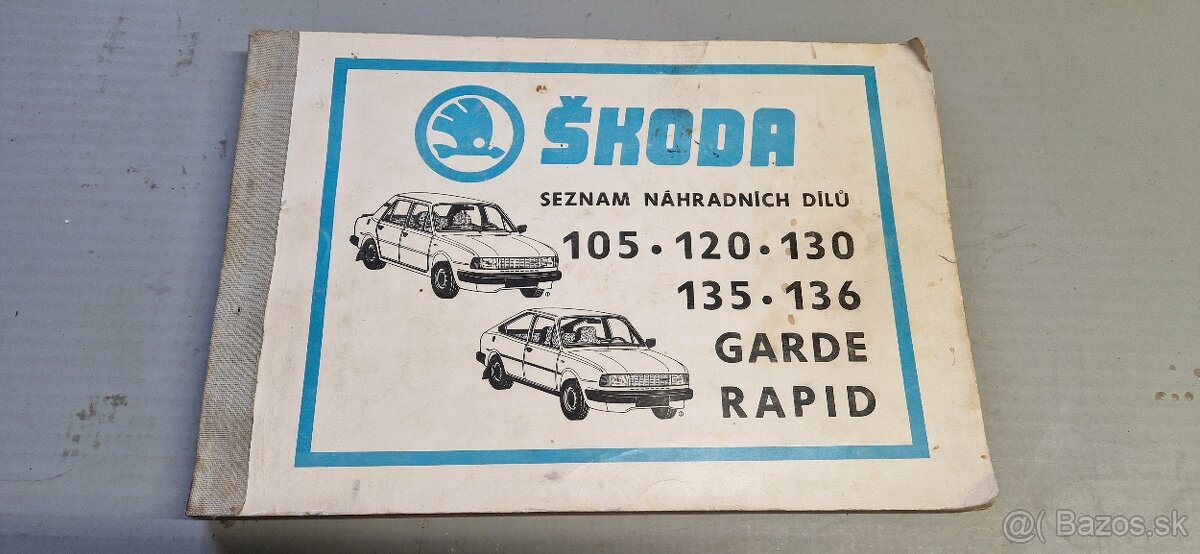 ŠKODA
SEZNAM NÁHRADNÍCH DÍLŮ
105 • 120 • 130
135 • 136
GARDE
RAPID
@( Bazos.sk